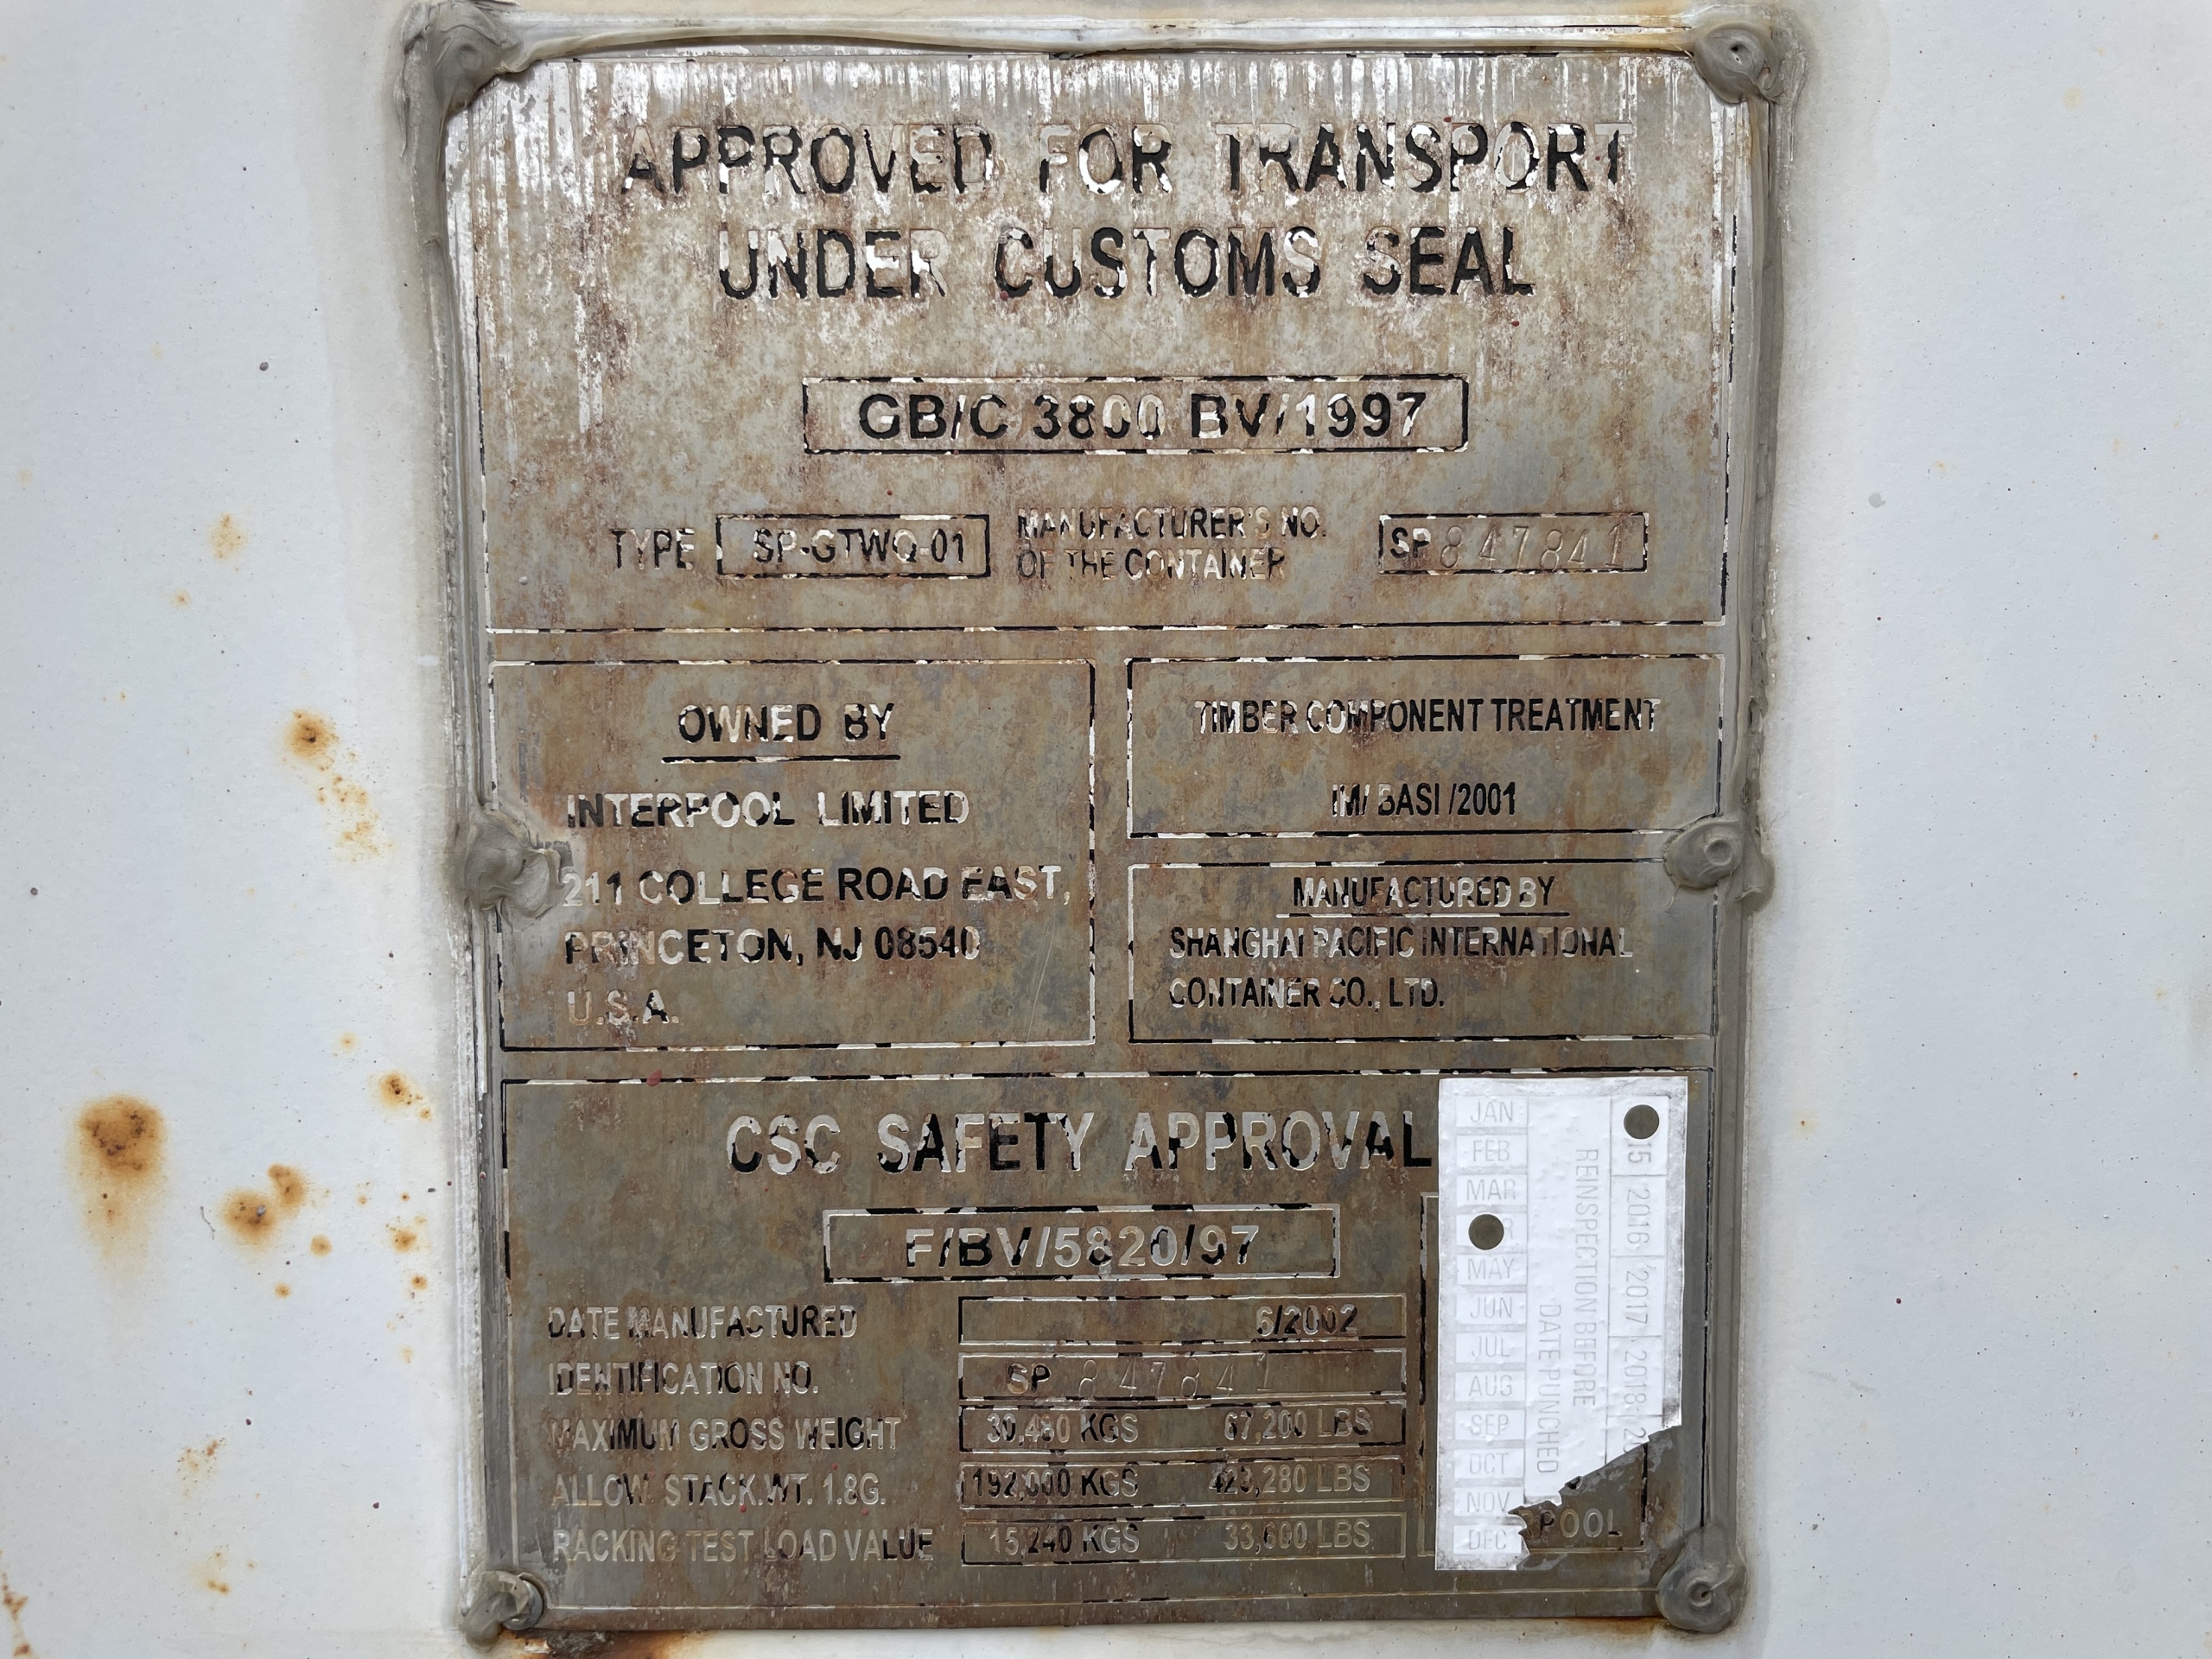 APPROVED FOR TRANSPORT
UNDER CUSTOMS SEAL
GB/C 3800 BV/1997
TYPE SP-GTWQ-01 MANUFACTURER'S NO.
OF THE CONTAINER SP 847841
OWNED BY
INTERPOOL LIMITED
211 COLLEGE ROAD EAST,
PRINCETON, NJ 08540
U.S.A.
TIMBER COMPONENT TREATMENT
IM/ BASI /2001
MANUFACTURED BY
SHANGHAI PACIFIC INTERNATIONAL
CONTAINER CO., LTD.
CSC SAFETY APPROVAL
F/BV/5820/97
DATE MANUFACTURED 6/2002
IDENTIFICATION NO. SP 847841
MAXIMUM GROSS WEIGHT 30,480 KGS 67,200 LBS
ALLOW. STACK.WT. 1.8G. 192,000 KGS 423,280 LBS
RACKING TEST LOAD VALUE 15,240 KGS 33,600 LBS
JAN
FEB
MAR
MAY
JUN
JUL
AUG
SEP
OCT
NOV
DEC
REINSPECTION BEFORE
DATE PUNCHED
15 2016 2017 2018 20
POOL